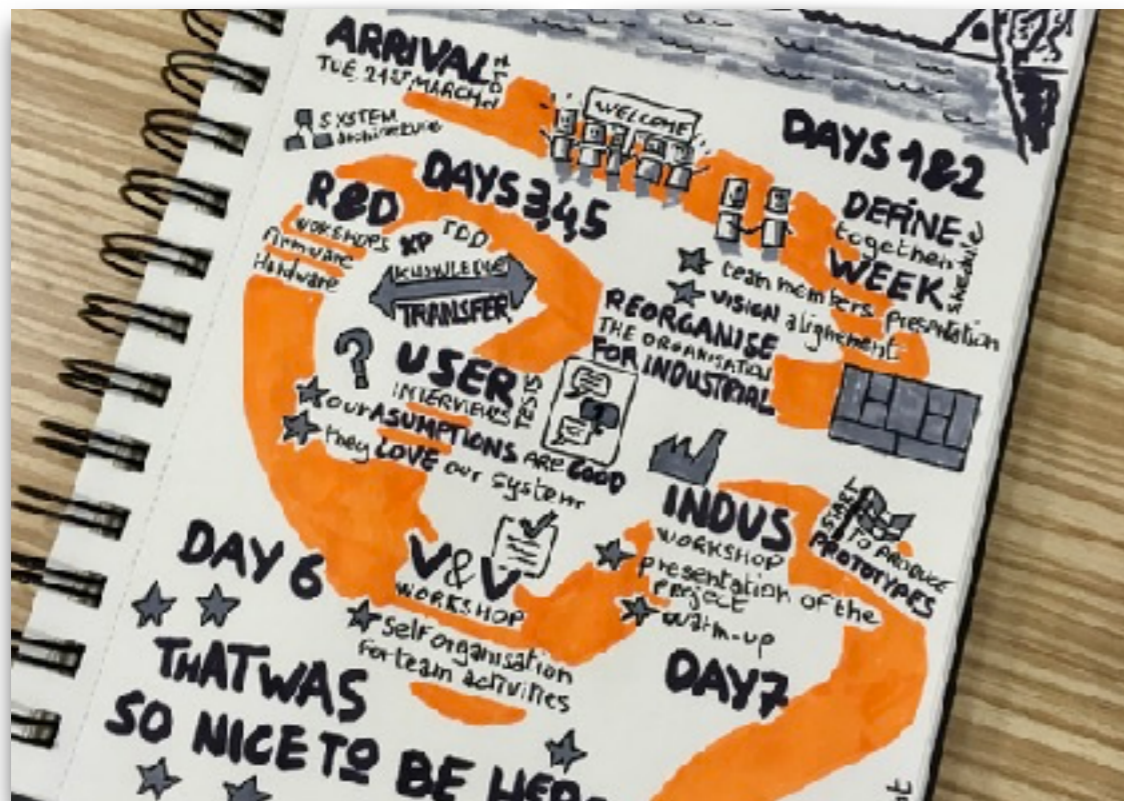 ARRIVAL
TUE 21ST MARCH
SYSTEM
architecture
WELCOME
DAYS 1&2
DEFINE
together
WEEK
schedule
team members presentation
VISION alignement
DAYS 3,4,5
R&D
WORKSHOPS
Firmware
Hardware
XP
TDD
KNOWLEDGE
TRANSFER
REORGANISE
THE ORGANISATION
FOR INDUSTRIAL
USER
INTERVIEWS
TESTS
our ASUMPTIONS ARE GOOD
they LOVE our system
INDUS
WORKSHOP
presentation of the
project
warm-up
START
TO PRODUCE
PROTOTYPES
DAY 6
V&V
WORKSHOP
self organisation
for team activities
DAY 7
THAT WAS
SO NICE TO BE HERE